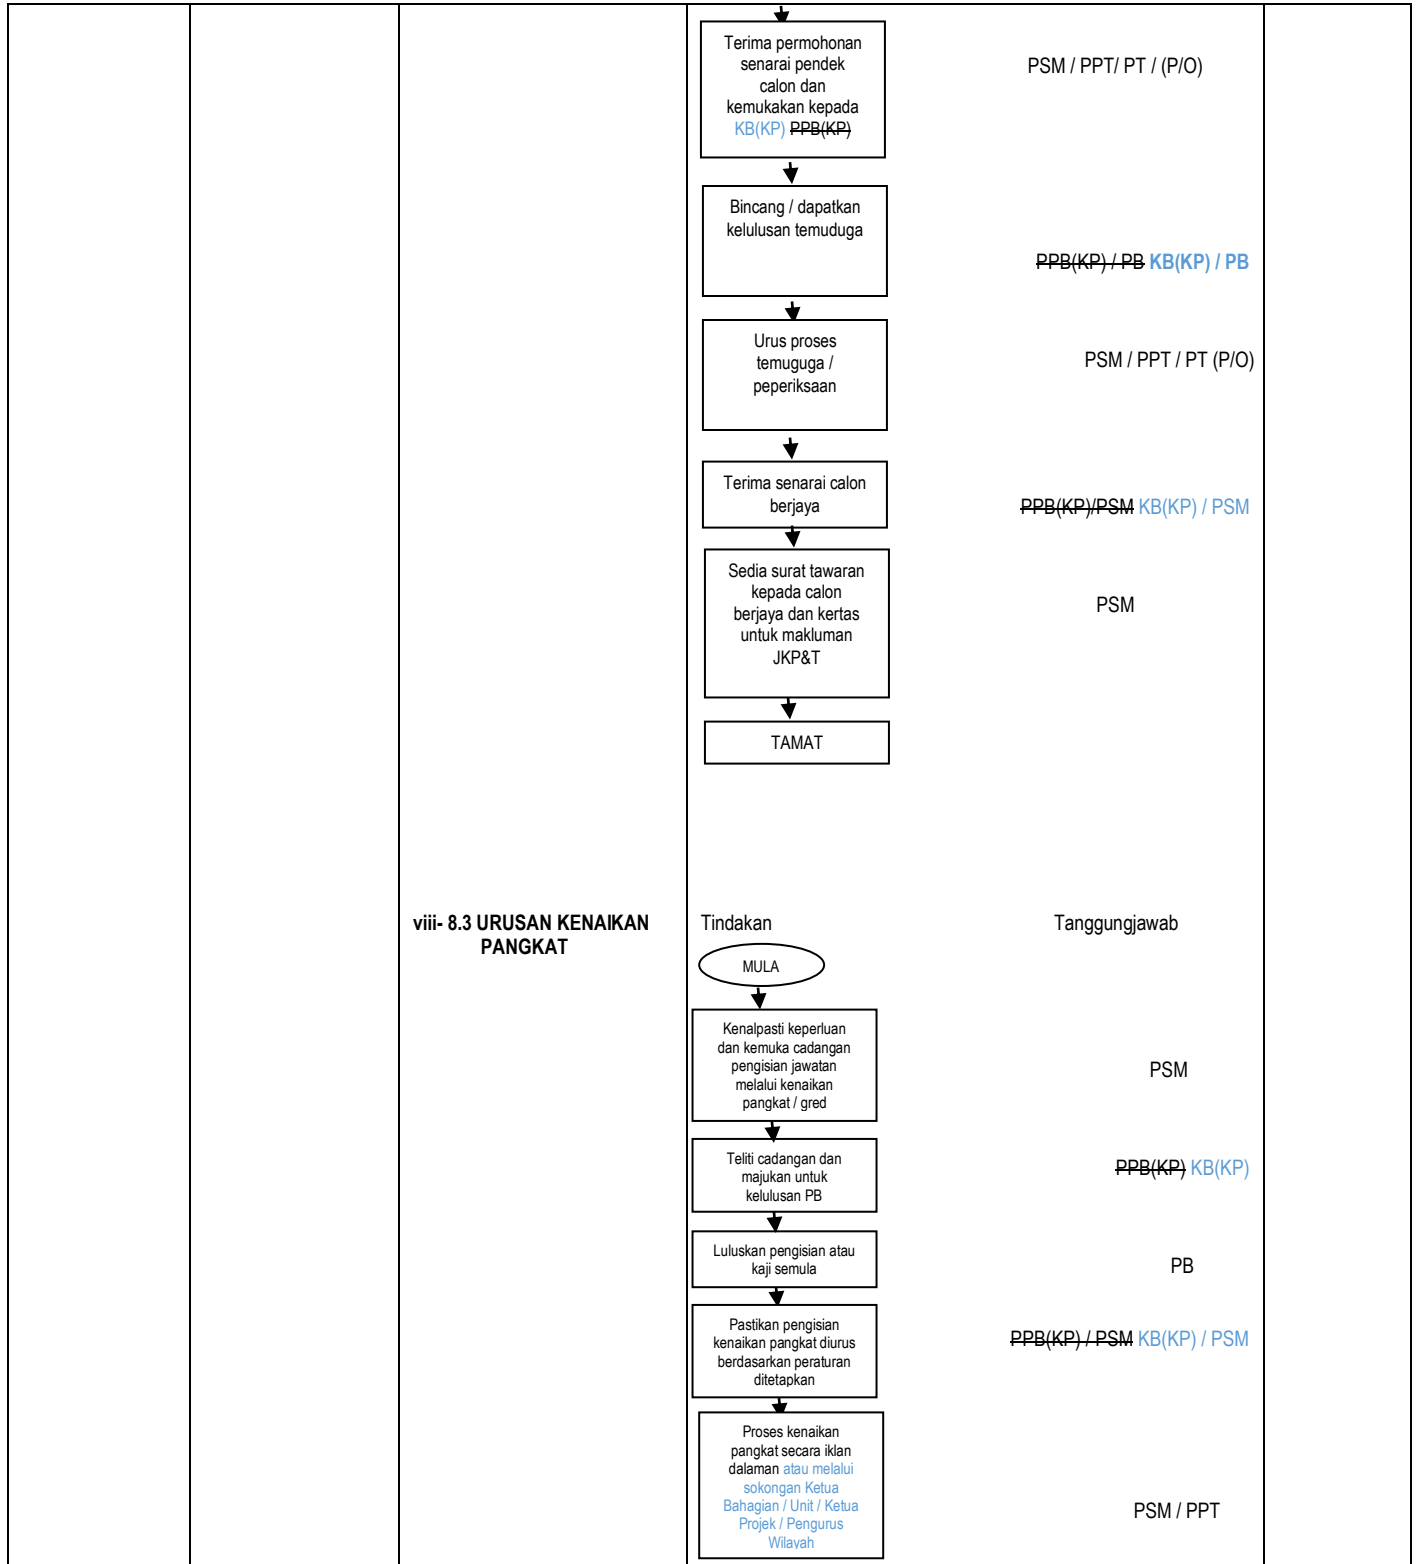 Terima permohonan
senarai pendek
calon dan
kemukakan kepada
KB(KP) PPB(KP)
PSM / PPT/ PT / (P/O)
Bincang / dapatkan
kelulusan temuduga
PPB(KP) / PB KB(KP) / PB
Urus proses
temuguga /
peperiksaan
PSM / PPT / PT (P/O)
Terima senarai calon
berjaya
PPB(KP)/PSM KB(KP) / PSM
Sedia surat tawaran
kepada calon
berjaya dan kertas
untuk makluman
JKP&T
PSM
TAMAT
viii- 8.3 URUSAN KENAIKAN
PANGKAT
Tindakan
Tanggungjawab
MULA
Kenalpasti keperluan
dan kemuka cadangan
pengisian jawatan
melalui kenaikan
pangkat / gred
PSM
Teliti cadangan dan
majukan untuk
kelulusan PB
PPB(KP) KB(KP)
Luluskan pengisian atau
kaji semula
PB
Pastikan pengisian
kenaikan pangkat diurus
berdasarkan peraturan
ditetapkan
PPB(KP) / PSM KB(KP) / PSM
Proses kenaikan
pangkat secara iklan
dalaman atau melalui
sokongan Ketua
Bahagian / Unit / Ketua
Projek / Pengurus
Wilayah
PSM / PPT